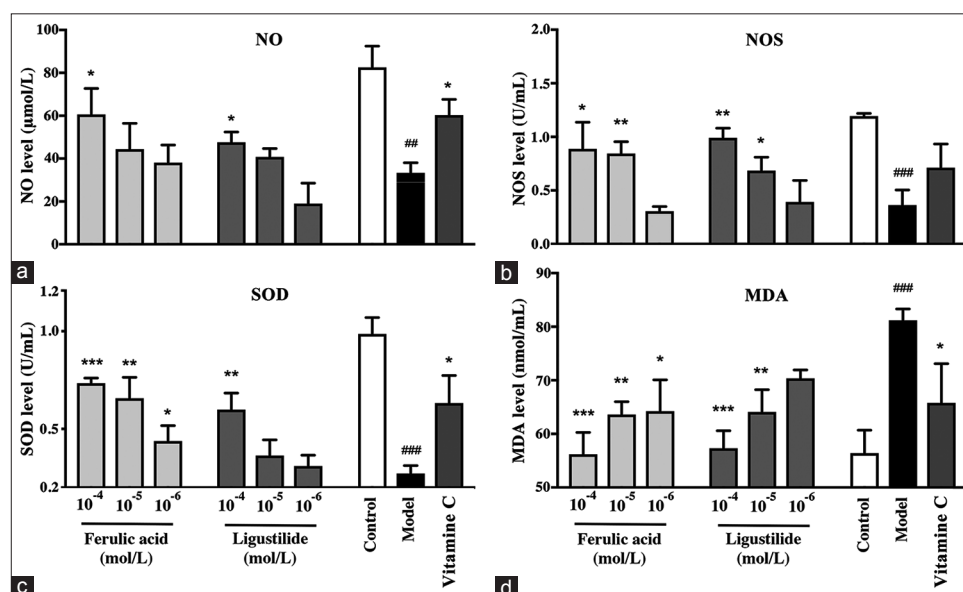 NO
NO level (µmol/L)
100
80
60
40
20
0
*
*
##
*
a
NOS
NOS level (U/mL)
2.0
1.5
1.0
0.5
0.0
*
**
**
*
###
b
SOD
SOD level (U/mL)
1.2
1.0
0.5
0.2
***
**
*
**
###
*
10-4 10-5 10-6
Ferulic acid
(mol/L)
10-4 10-5 10-6
Ligustilide
(mol/L)
Control
Model
Vitamine C
c
MDA
MDA level (nmol/mL)
90
80
70
60
50
***
**
*
***
**
###
*
10-4 10-5 10-6
Ferulic acid
(mol/L)
10-4 10-5 10-6
Ligustilide
(mol/L)
Control
Model
Vitamine C
d